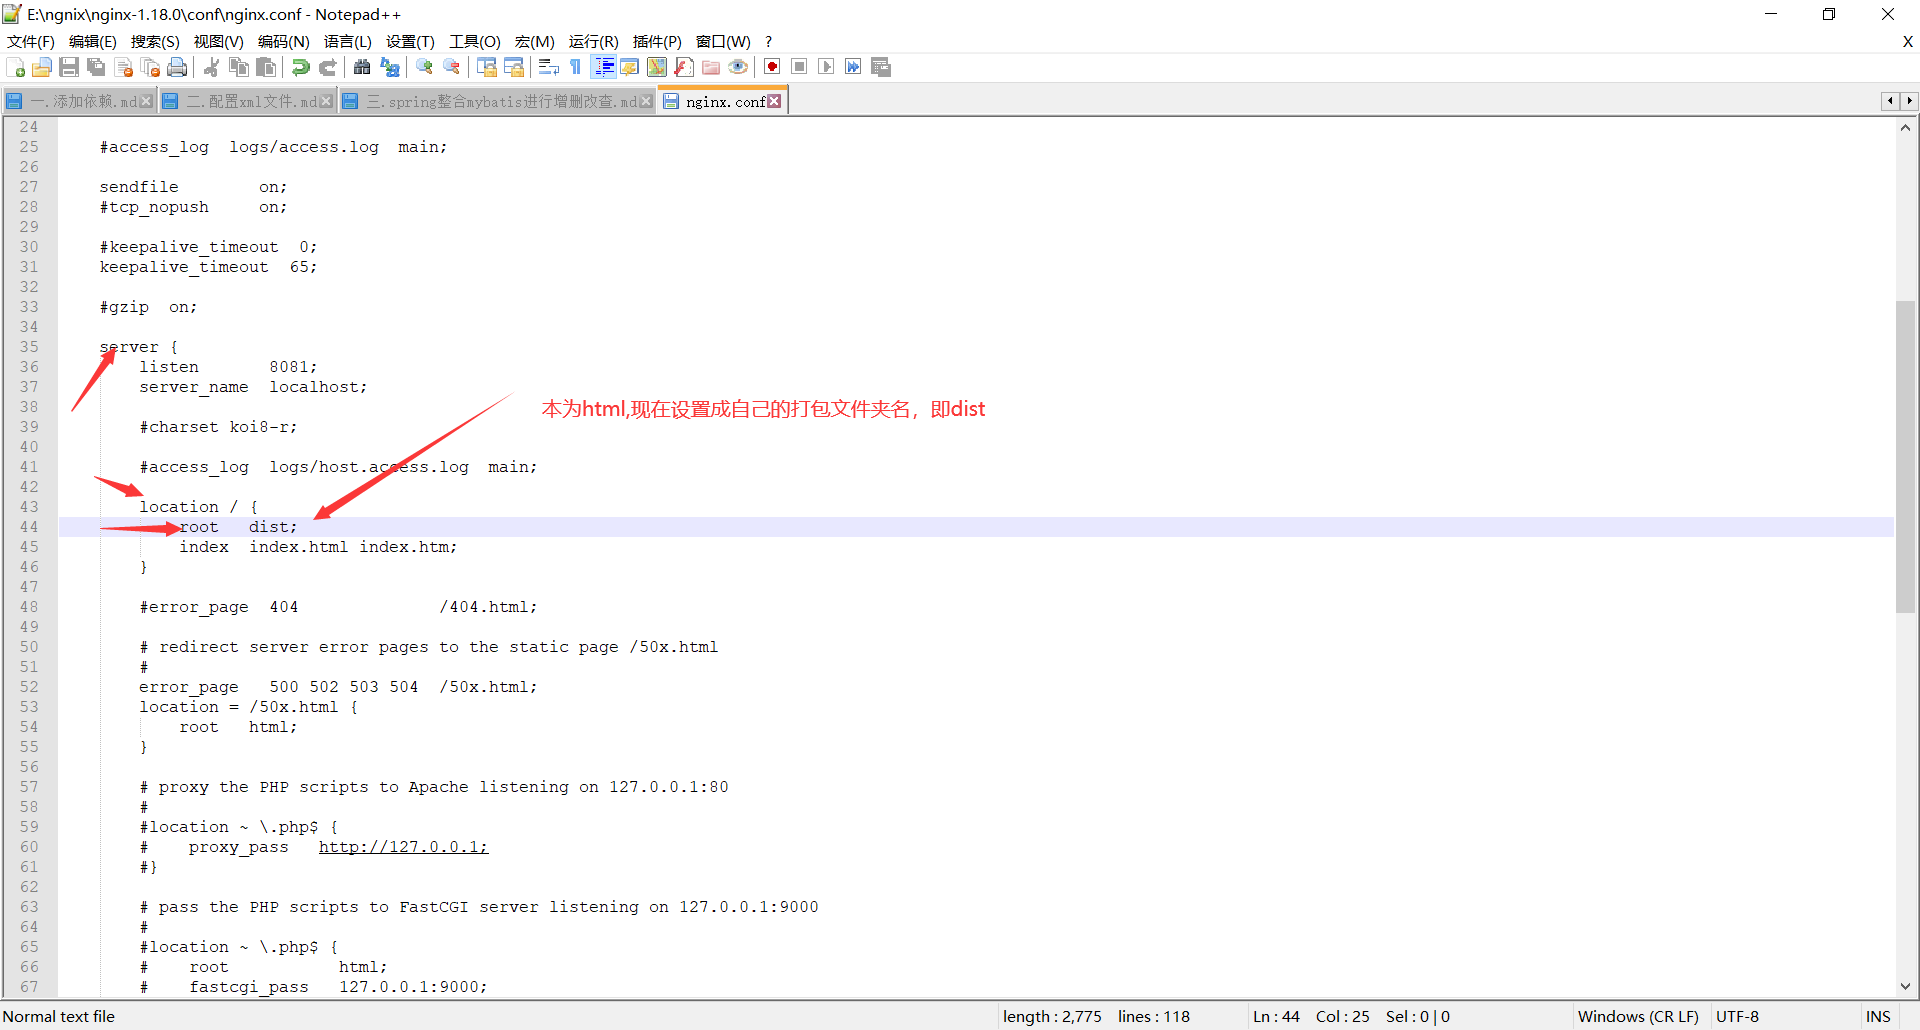 E:\ngnix\nginx-1.18.0\conf\nginx.conf - Notepad++
文件(F) 编辑(E) 搜索(S) 视图(V) 编码(N) 语言(L) 设置(T) 工具(O) 宏(M) 运行(R) 插件(P) 窗口(W) ? X
一.添加依赖.md 二.配置xml文件.md 三.spring整合mybatis进行增删改查.md nginx.conf
24
25 #access_log  logs/access.log  main;
26
27 sendfile        on;
28 #tcp_nopush     on;
29
30 #keepalive_timeout  0;
31 keepalive_timeout  65;
32
33 #gzip  on;
34
35 server {
36 listen       8081;
37 server_name  localhost;
本为html,现在设置成自己的打包文件夹名，即dist
38
39 #charset koi8-r;
40
41 #access_log  logs/host.access.log  main;
42
43 location / {
44 root   dist;
45 index  index.html index.htm;
46 }
47
48 #error_page  404              /404.html;
49
50 # redirect server error pages to the static page /50x.html
51 #
52 error_page   500 502 503 504  /50x.html;
53 location = /50x.html {
54 root   html;
55 }
56
57 # proxy the PHP scripts to Apache listening on 127.0.0.1:80
58 #
59 #location ~ \.php$ {
60 #    proxy_pass   http://127.0.0.1;
61 #}
62
63 # pass the PHP scripts to FastCGI server listening on 127.0.0.1:9000
64 #
65 #location ~ \.php$ {
66 #    root           html;
67 #    fastcgi_pass   127.0.0.1:9000;
Normal text file length : 2,775 lines : 118 Ln : 44 Col : 25 Sel : 0 | 0 Windows (CR LF) UTF-8 INS